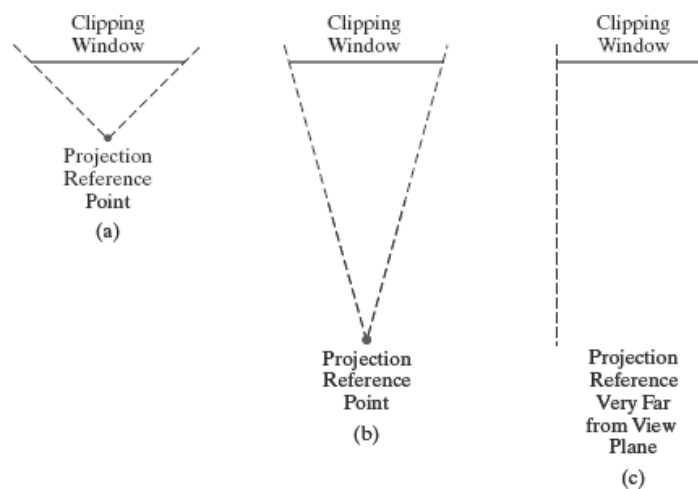 Clipping
Window
Projection
Reference
Point
(a)
Clipping
Window
Projection
Reference
Point
(b)
Clipping
Window
Projection
Reference
Very Far
from View
Plane
(c)